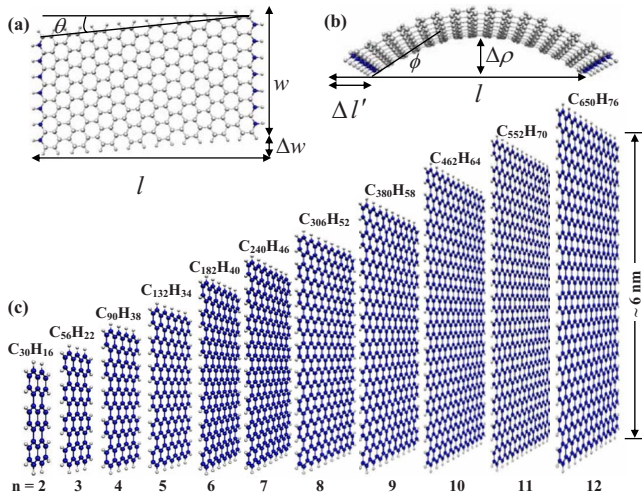 (a)
θ
w
Δw
l
(b)
Δρ
ϕ
l
Δl′
C650H76
C552H70
C462H64
C380H58
C306H52
C240H46
C182H40
C132H34
C90H38
C56H22
C30H16
(c)
~ 6 nm
n = 2 3 4 5 6 7 8 9 10 11 12